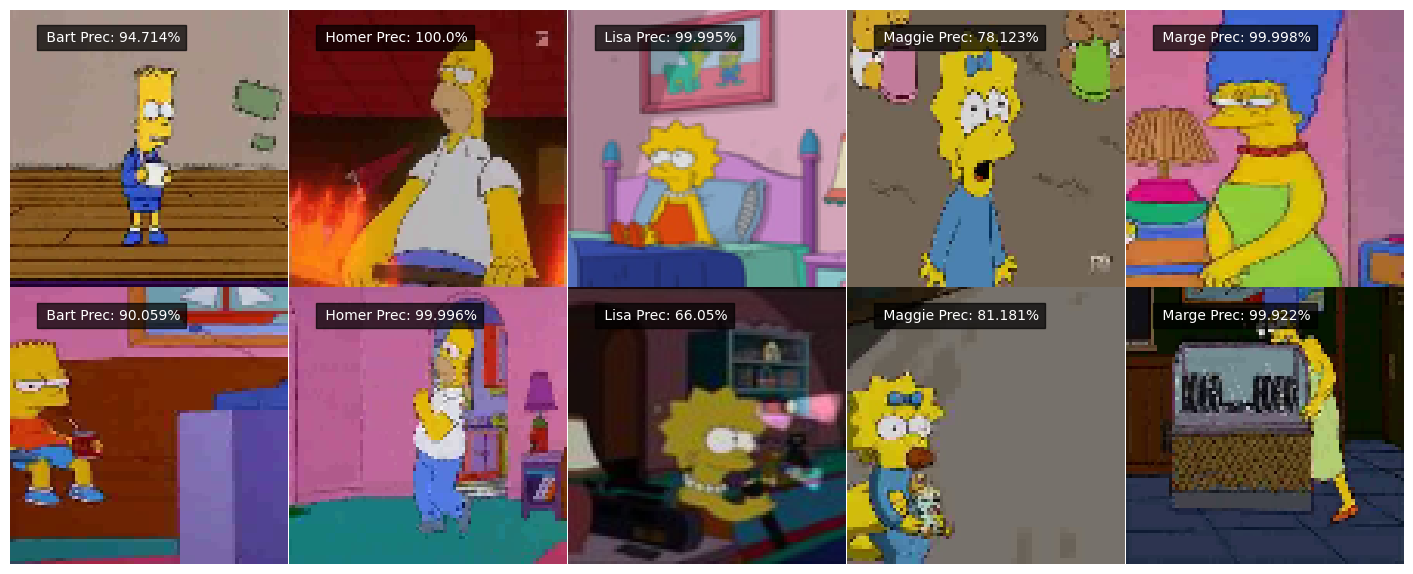 Bart Prec: 94.714%
Homer Prec: 100.0%
Lisa Prec: 99.995%
Maggie Prec: 78.123%
Marge Prec: 99.998%
Bart Prec: 90.059%
Homer Prec: 99.996%
Lisa Prec: 66.05%
Maggie Prec: 81.181%
Marge Prec: 99.922%